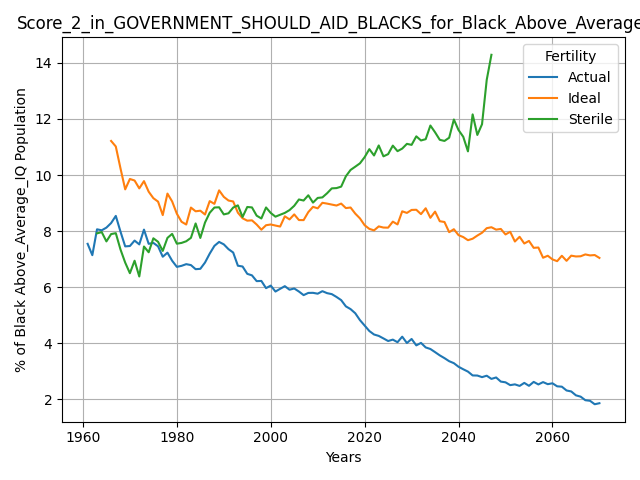 Score_2_in_GOVERNMENT_SHOULD_AID_BLACKS_for_Black_Above_Average
Fertility
Actual
Ideal
Sterile
% of Black Above_Average_IQ Population
14
12
10
8
6
4
2
1960 1980 2000 2020 2040 2060
Years